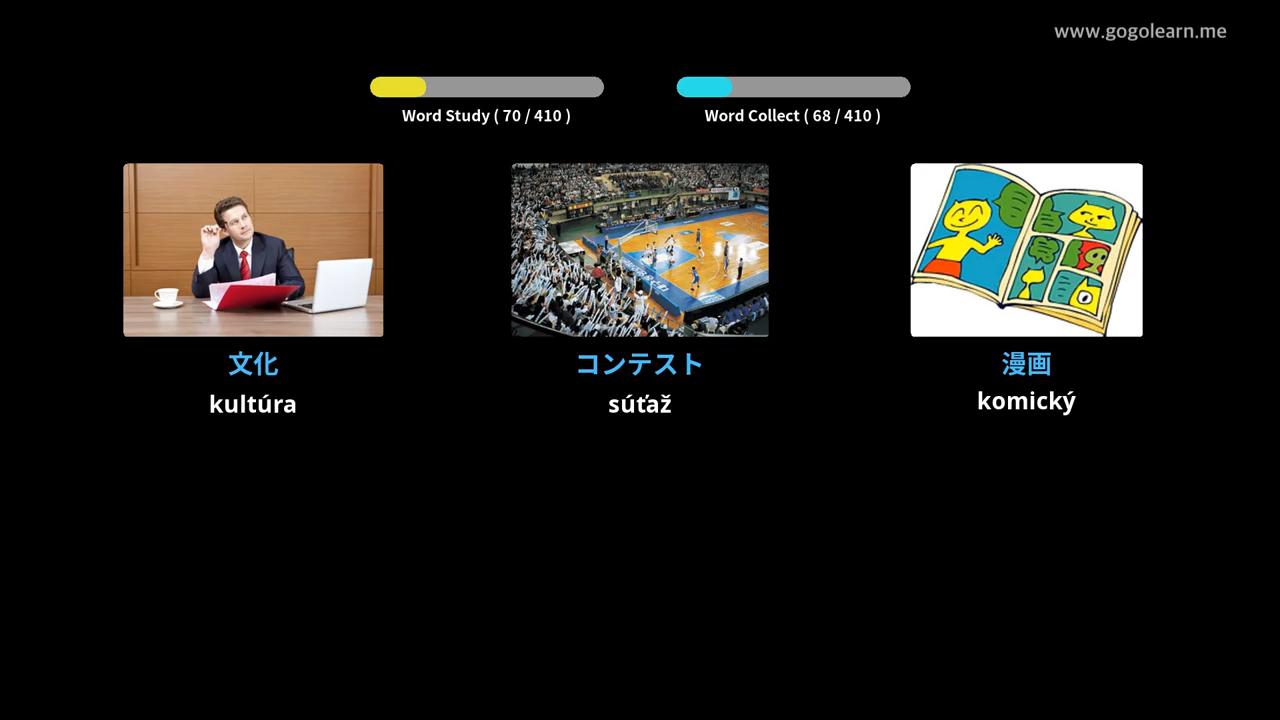 www.gogolearn.me
Word Study ( 70 / 410 )
Word Collect ( 68 / 410 )
文化
コンテスト
漫画
kultúra
súťaž
komický